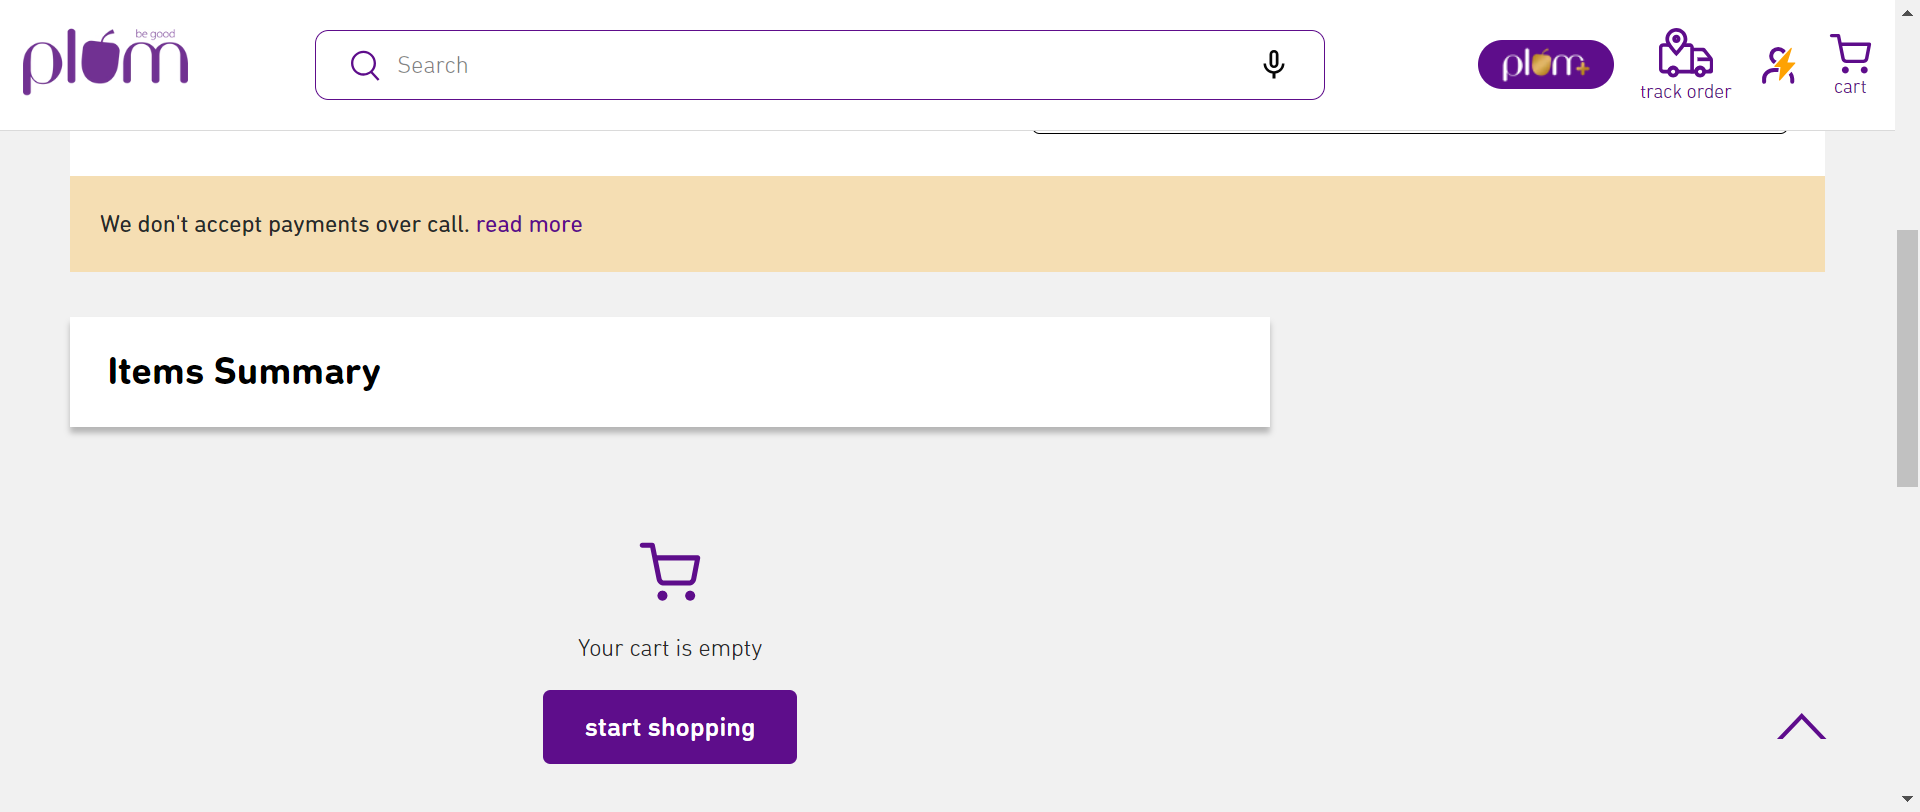 be good
plum
Search
plum+
track order
cart
We don't accept payments over call. read more
Items Summary
Your cart is empty
start shopping